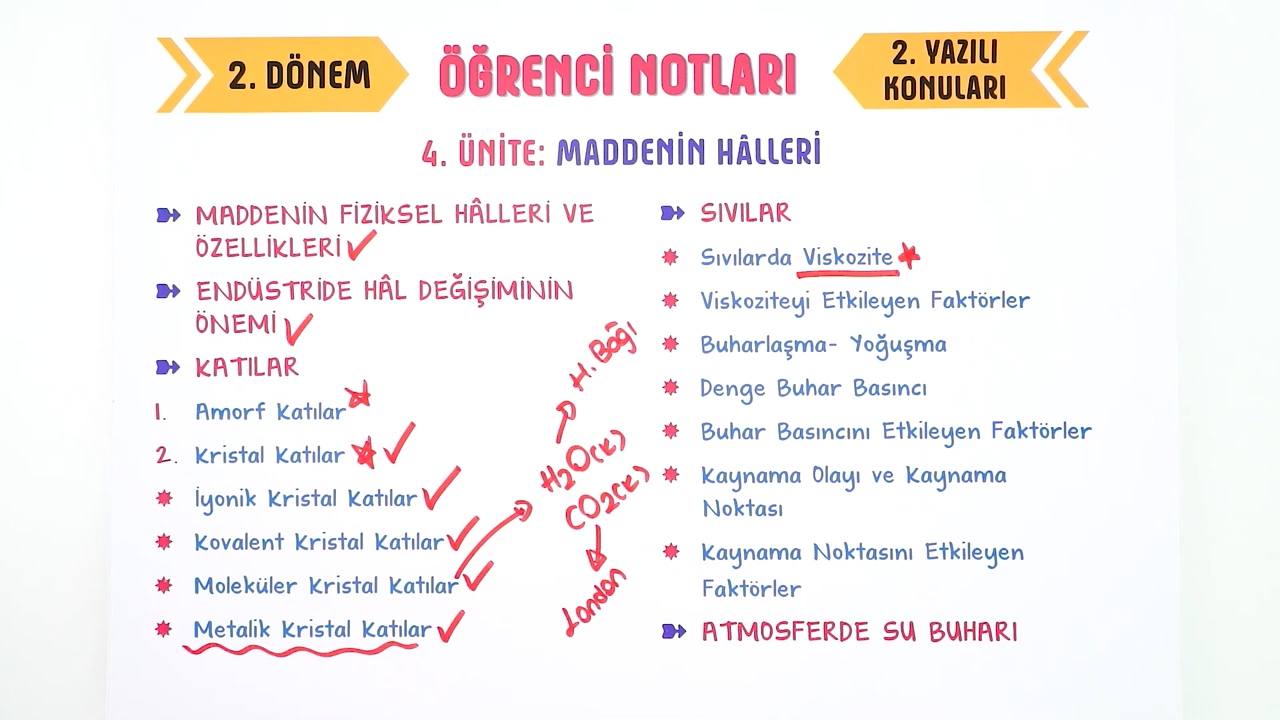 2. DÖNEM
ÖĞRENCİ NOTLARI
2. YAZILI
KONULARI
4. ÜNİTE: MADDENİN HÂLLERİ
MADDENİN FİZİKSEL HÂLLERİ VE
ÖZELLİKLERİ
ENDÜSTRİDE HÂL DEĞİŞİMİNİN
ÖNEMİ
KATILAR
1. Amorf Katılar
2. Kristal Katılar
İyonik Kristal Katılar
Kovalent Kristal Katılar
Moleküler Kristal Katılar
Metalik Kristal Katılar
H. Bağı
H2O(k)
CO2(k)
London
SIVILAR
Sıvılarda Viskozite
Viskoziteyi Etkileyen Faktörler
Buharlaşma- Yoğuşma
Denge Buhar Basıncı
Buhar Basıncını Etkileyen Faktörler
Kaynama Olayı ve Kaynama
Noktası
Kaynama Noktasını Etkileyen
Faktörler
ATMOSFERDE SU BUHARI